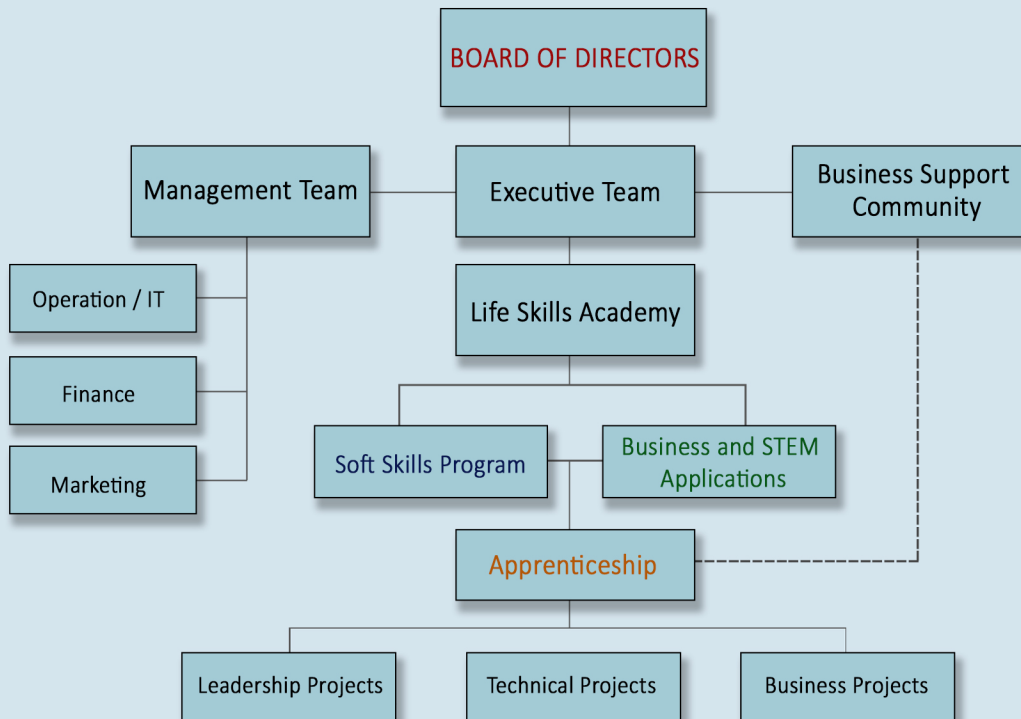 BOARD OF DIRECTORS
Management Team
Executive Team
Business Support
Community
Operation / IT
Life Skills Academy
Finance
Marketing
Soft Skills Program
Business and STEM
Applications
Apprenticeship
Leadership Projects
Technical Projects
Business Projects